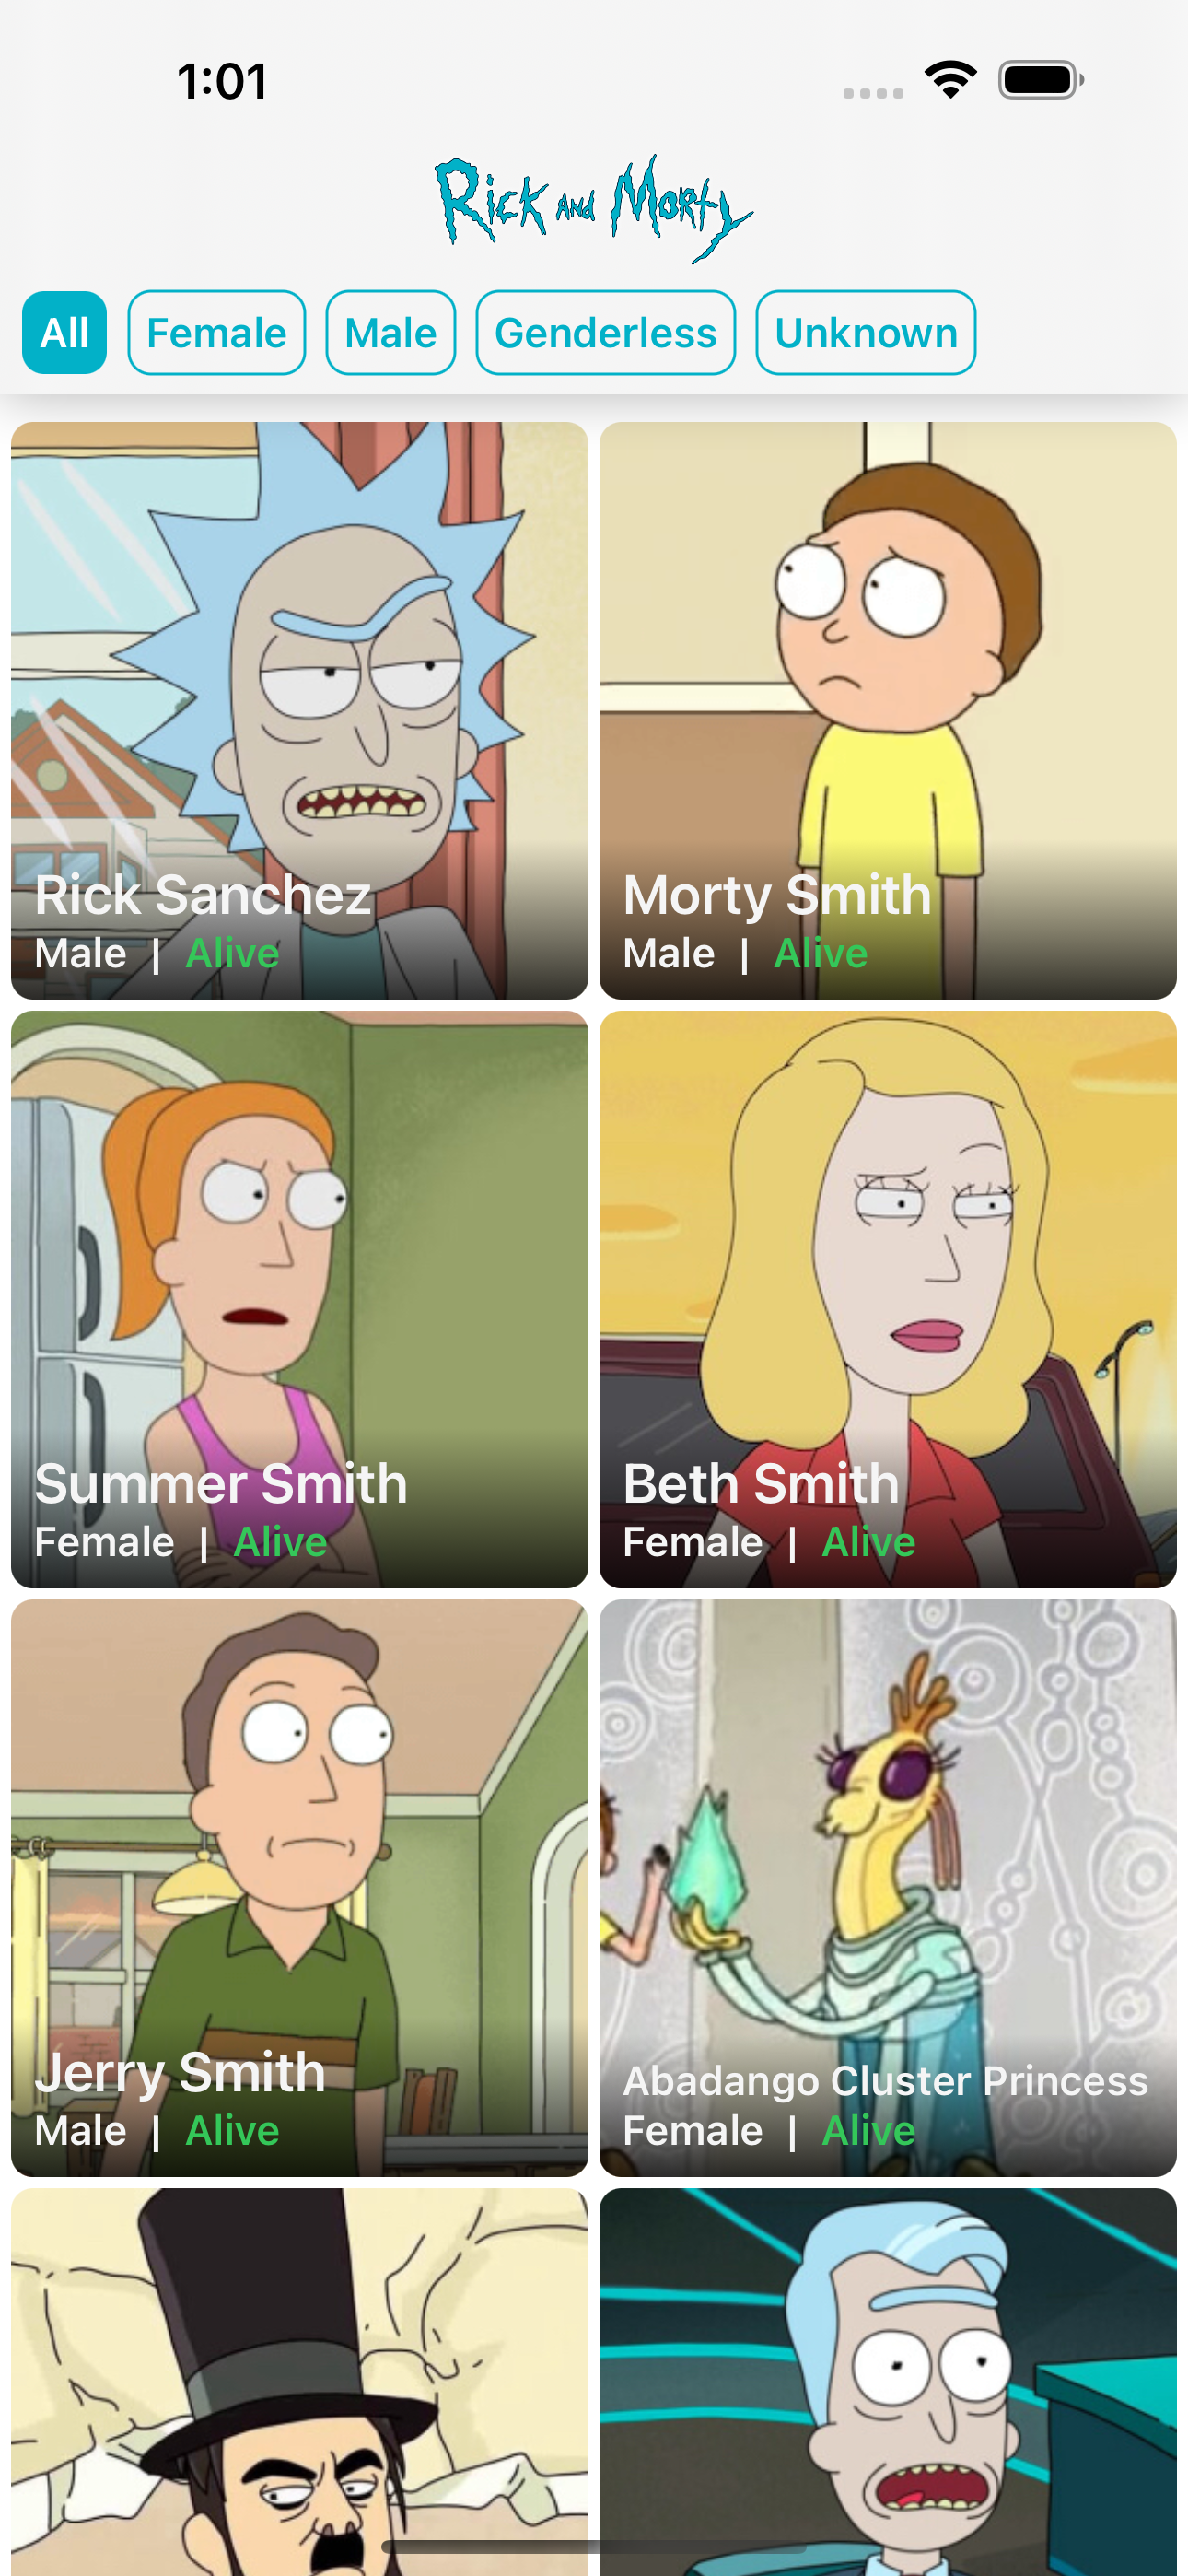 1:01
Rick and Morty
All Female Male Genderless Unknown
Rick Sanchez
Male | Alive
Morty Smith
Male | Alive
Summer Smith
Female | Alive
Beth Smith
Female | Alive
Jerry Smith
Male | Alive
Abadango Cluster Princess
Female | Alive